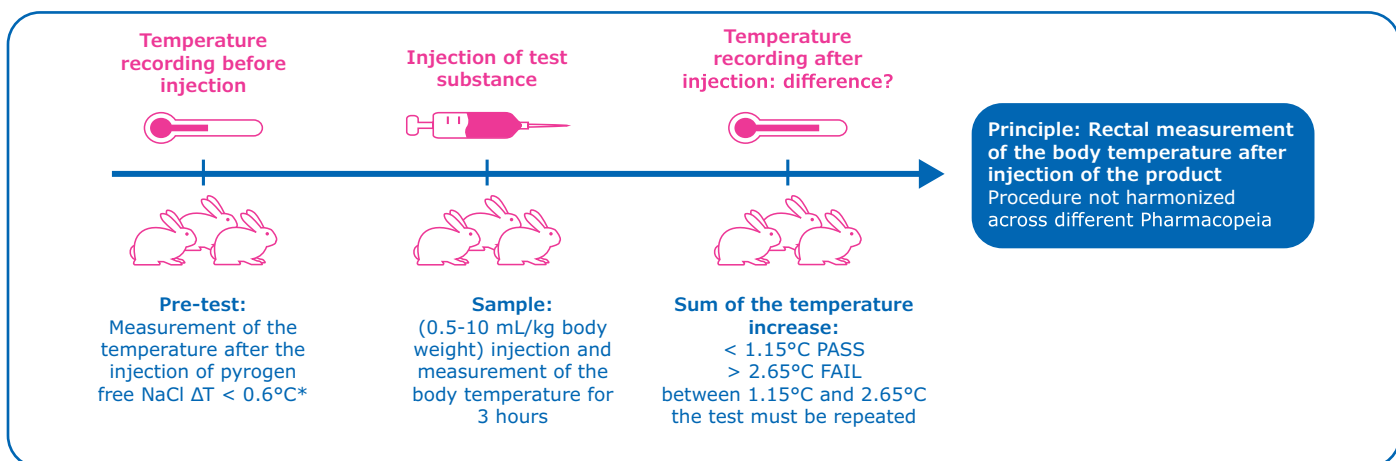 Temperature
recording before
injection
Injection of test
substance
Temperature
recording after
injection: difference?
Principle: Rectal measurement
of the body temperature after
injection of the product
Procedure not harmonized
across different Pharmacopeia
Pre-test:
Measurement of the
temperature after the
injection of pyrogen
free NaCl ΔT < 0.6°C*
Sample:
(0.5-10 mL/kg body
weight) injection and
measurement of the
body temperature for
3 hours
Sum of the temperature
increase:
< 1.15°C PASS
> 2.65°C FAIL
between 1.15°C and 2.65°C
the test must be repeated